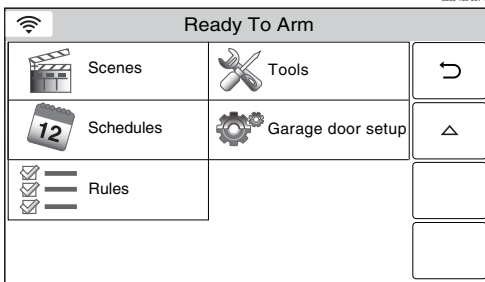 Ready To Arm
Scenes
Tools
12
Schedules
Garage door setup
Rules